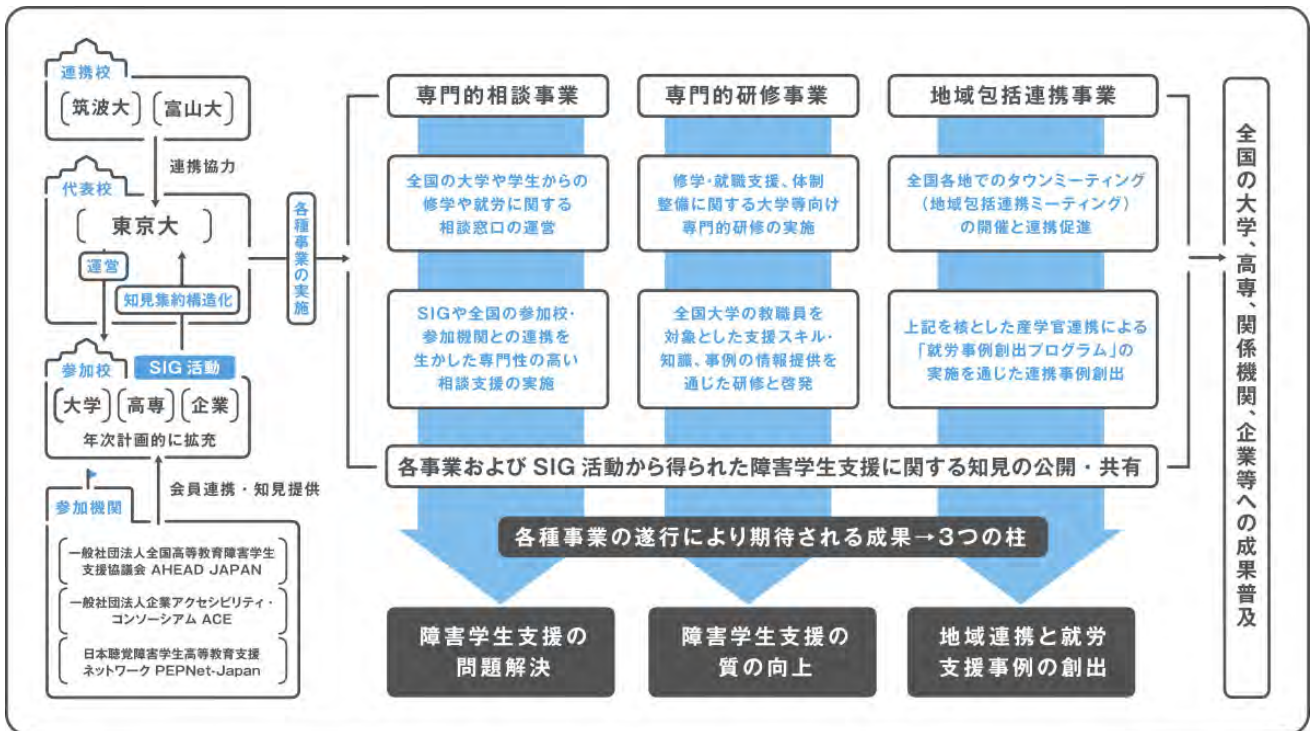 連携校
筑波大
富山大
連携協力
代表校
東京大
運営
知見集約構造化
参加校
SIG 活動
大学
高専
企業
年次計画的に拡充
会員連携・知見提供
参加機関
一般社団法人全国高等教育障害学生
支援協議会 AHEAD JAPAN
一般社団法人企業アクセシビリティ・
コンソーシアム ACE
日本聴覚障害学生高等教育支援
ネットワーク PEPNet-Japan
各種事業の実施
専門的相談事業
全国の大学や学生からの
修学や就労に関する
相談窓口の運営
SIGや全国の参加校・
参加機関との連携を
生かした専門性の高い
相談支援の実施
専門的研修事業
修学・就職支援、体制
整備に関する大学等向け
専門的研修の実施
全国大学の教職員を
対象とした支援スキル・
知識、事例の情報提供を
通じた研修と啓発
地域包括連携事業
全国各地でのタウンミーティング
（地域包括連携ミーティング）
の開催と連携促進
上記を核とした産学官連携による
「就労事例創出プログラム」の
実施を通じた連携事例創出
各事業および SIG 活動から得られた障害学生支援に関する知見の公開・共有
各種事業の遂行により期待される成果→3つの柱
障害学生支援の
問題解決
障害学生支援の
質の向上
地域連携と就労
支援事例の創出
全国の大学、高専、関係機関、企業等への成果普及